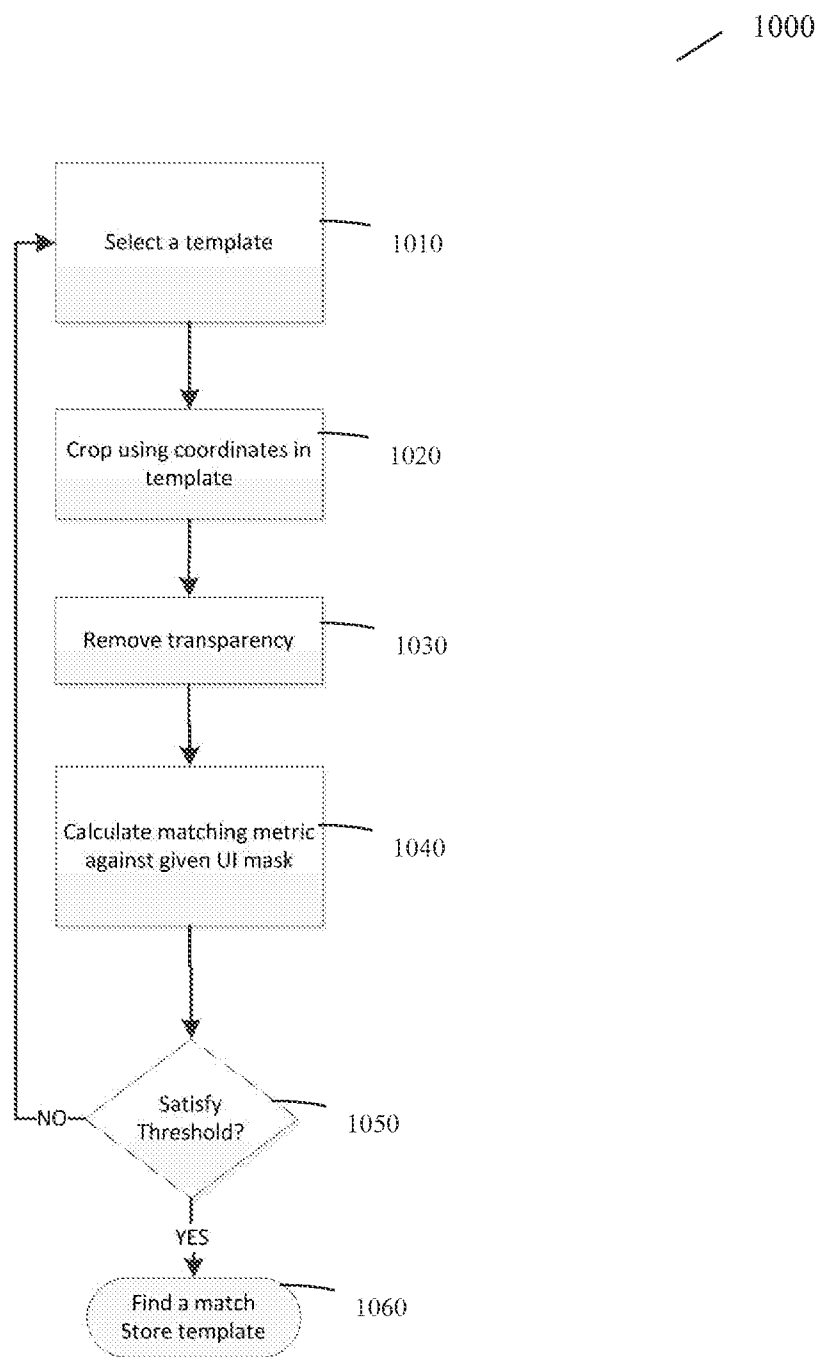 1000
Select a template
1010
Crop using coordinates in
template
1020
Remove transparency
1030
Calculate matching metric
against given UI mask
1040
Satisfy
Threshold?
1050
NO
YES
Find a match
Store template
1060